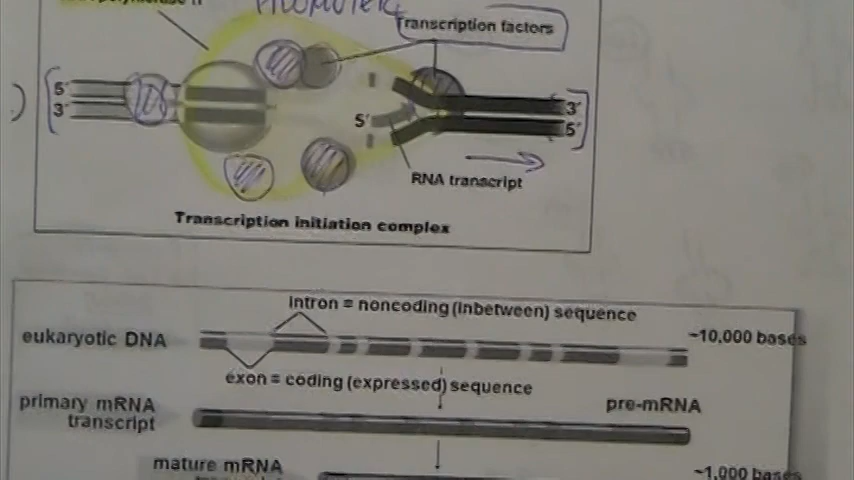 PROMOTER
Transcription factors
5'
3'
3'
5'
5'
RNA transcript
Transcription initiation complex
intron = noncoding (inbetween) sequence
eukaryotic DNA
~10,000 bases
exon = coding (expressed) sequence
primary mRNA
transcript
pre-mRNA
mature mRNA
~1,000 bases